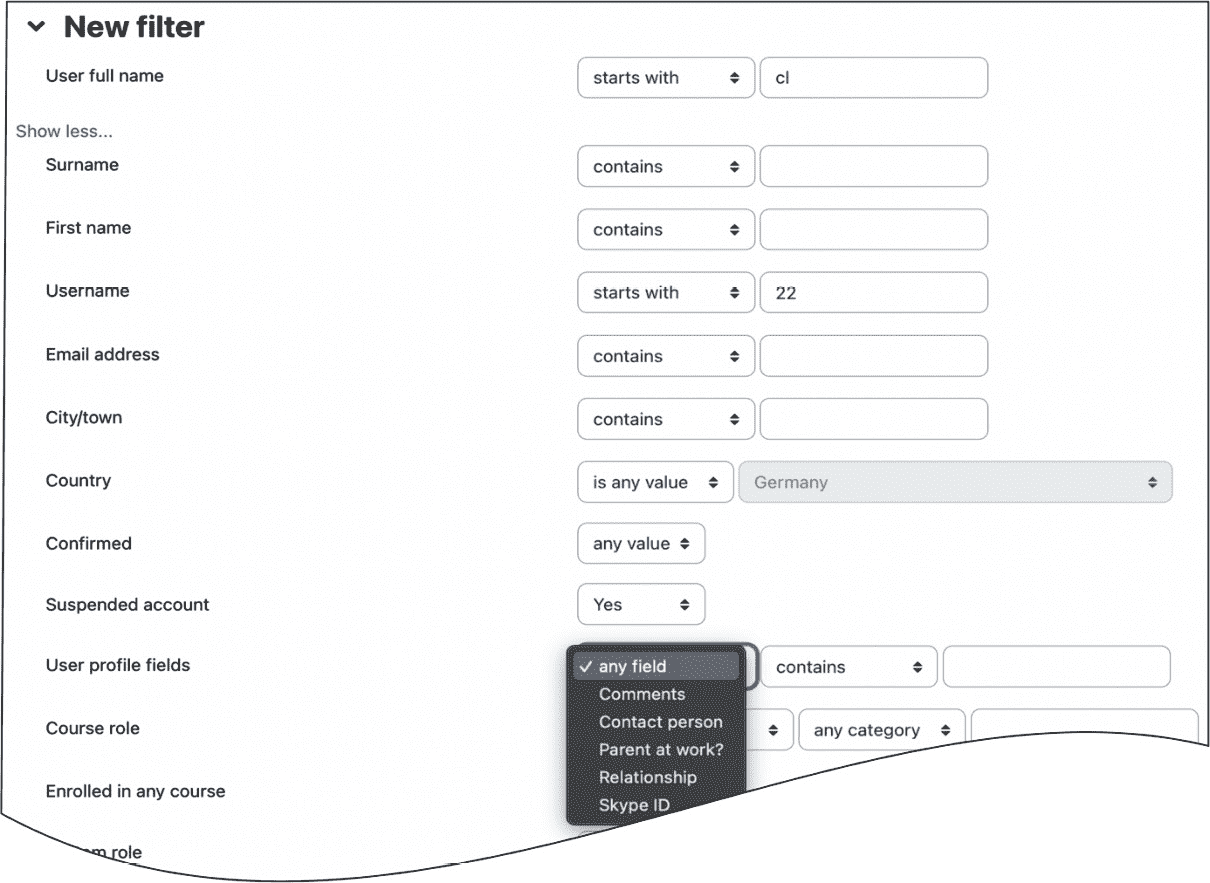 New filter
User full name starts with cl
Show less...
Surname contains
First name contains
Username starts with 22
Email address contains
City/town contains
Country is any value Germany
Confirmed any value
Suspended account Yes
User profile fields ✓ any field contains
Comments
Contact person
Course role any category
Parent at work?
Relationship
Enrolled in any course
Skype ID
role